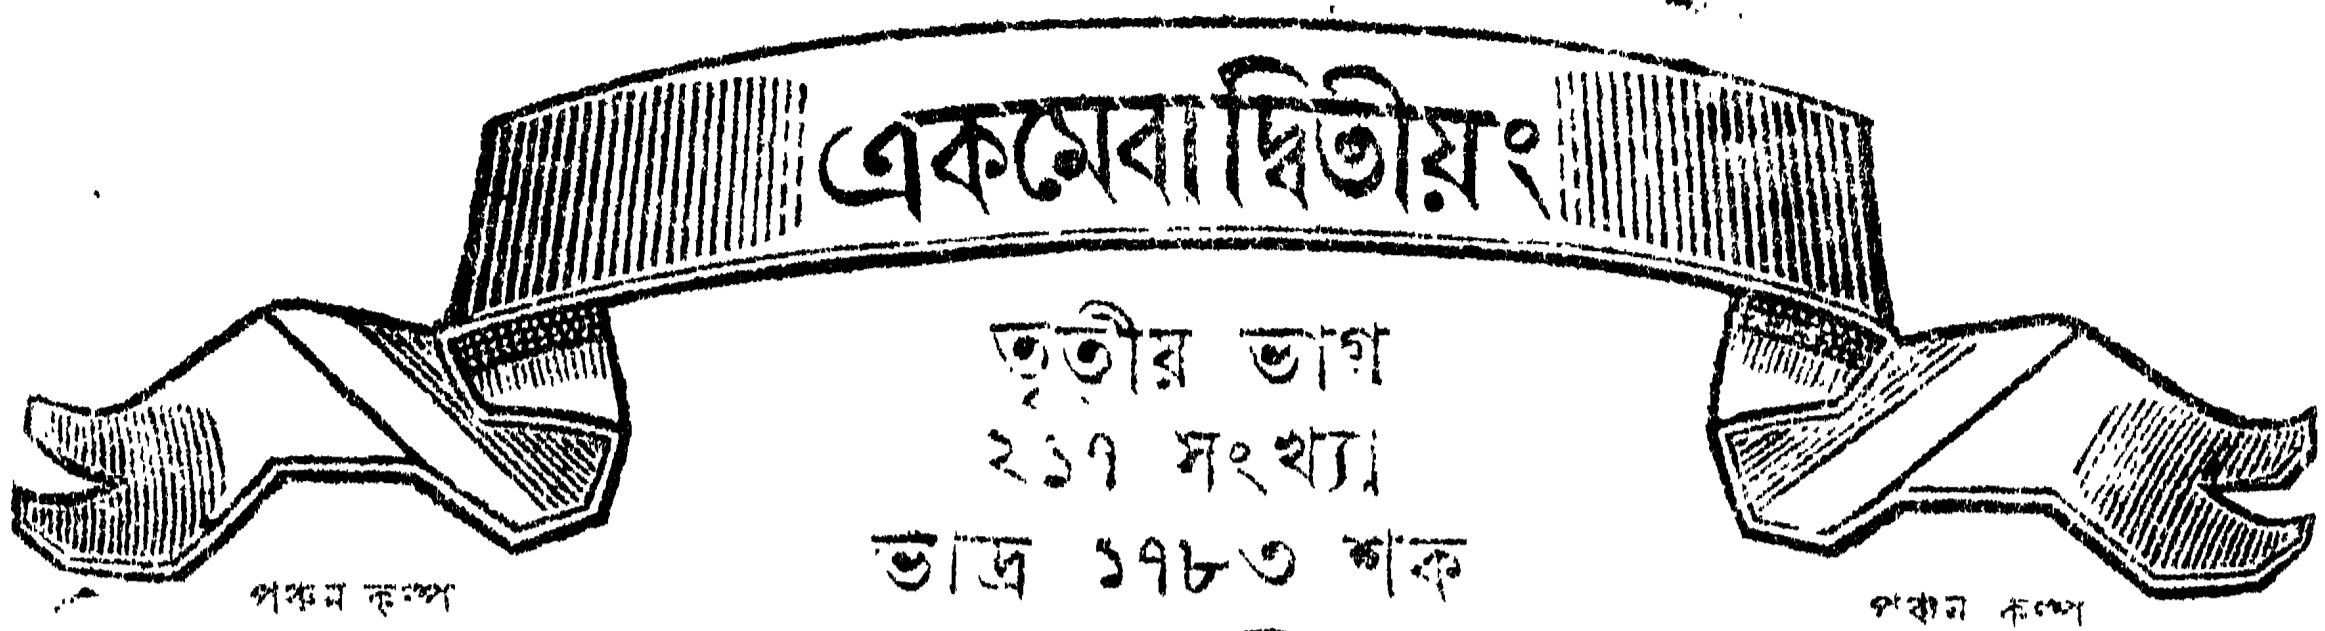 একমেবাদ্বিতীয়ং
তৃতীয় ভাগ
২১৭ সংখ্যা
ভাদ্র ১৭৮৩ শক
পঞ্চম কল্প
পঞ্চম কল্প